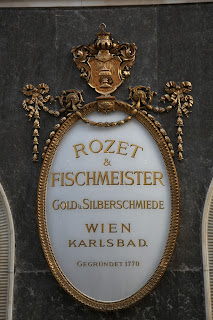 ROZET
&
FISCHMEISTER
GOLD & SILBERSCHMIEDE
WIEN
KARLSBAD.
GEGRÜNDET 1770